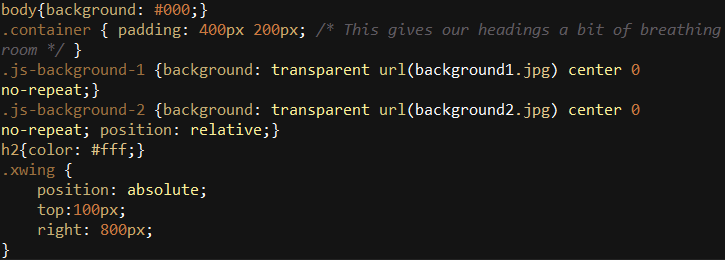 body{background: #000;}
.container { padding: 400px 200px; /* This gives our headings a bit of breathing
room */ }
.js-background-1 {background: transparent url(background1.jpg) center 0
no-repeat;}
.js-background-2 {background: transparent url(background2.jpg) center 0
no-repeat; position: relative;}
h2{color: #fff;}
.xwing {
    position: absolute;
    top:100px;
    right: 800px;
}